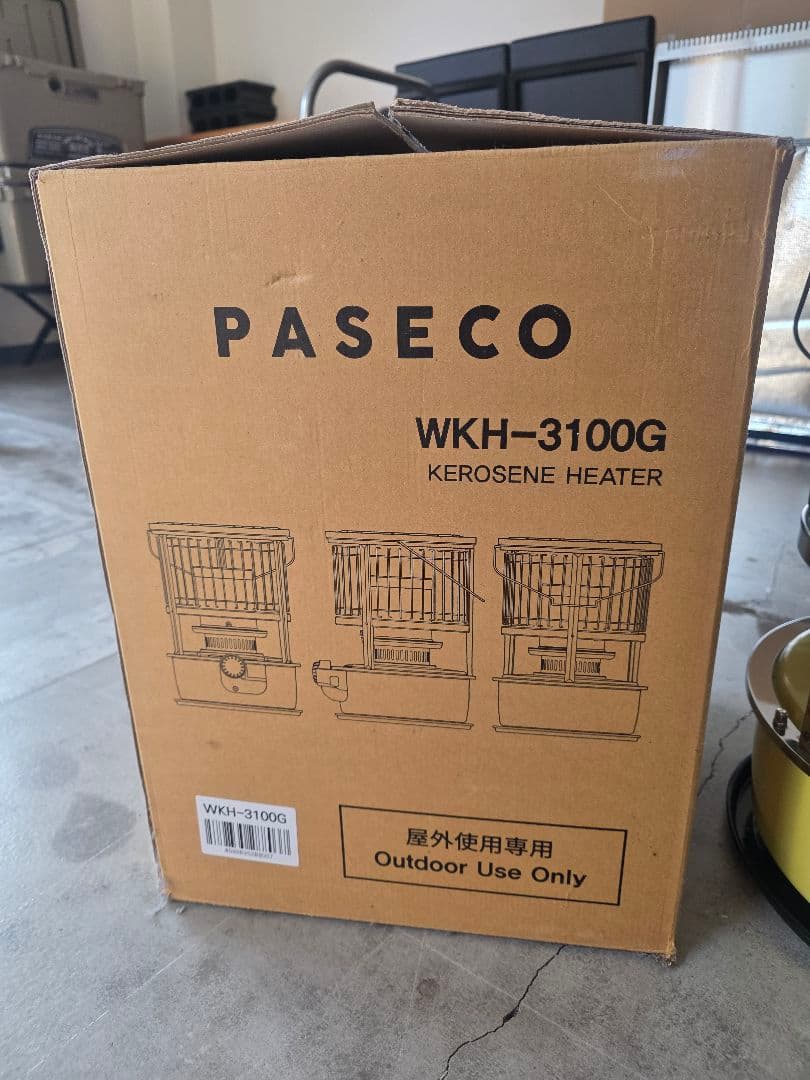 PASECO
WKH-3100G
KEROSENE HEATER
WKH-3100G
屋外使用専用
Outdoor Use Only